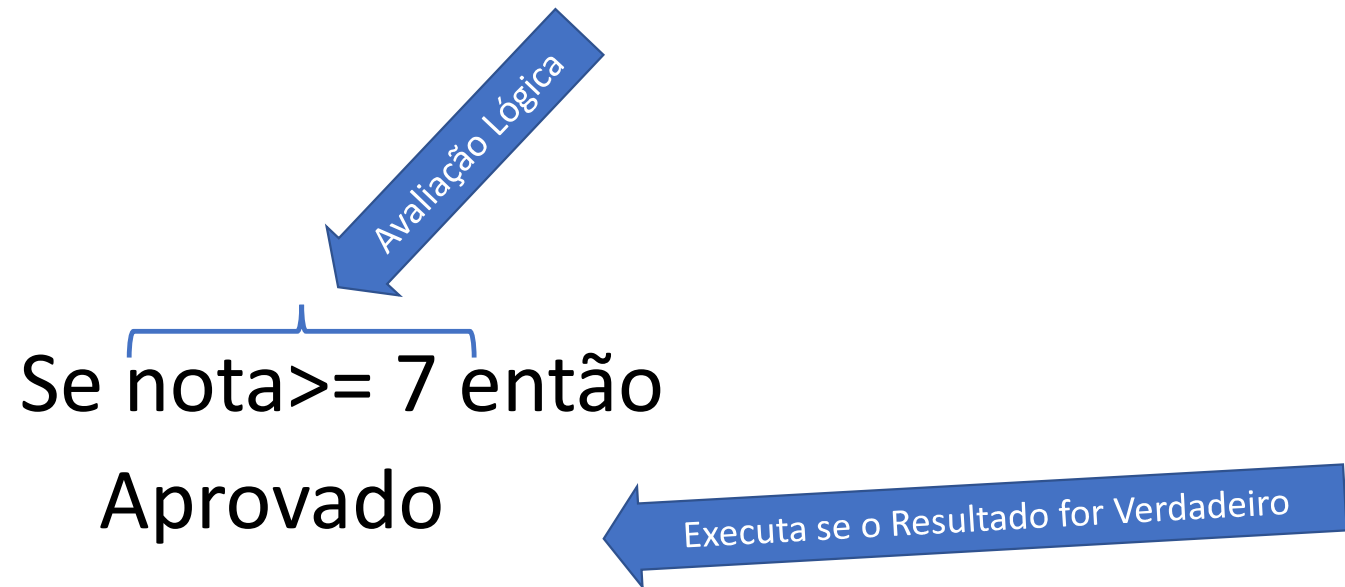 Avaliação Lógica
Se nota>= 7 então
Aprovado
Executa se o Resultado for Verdadeiro